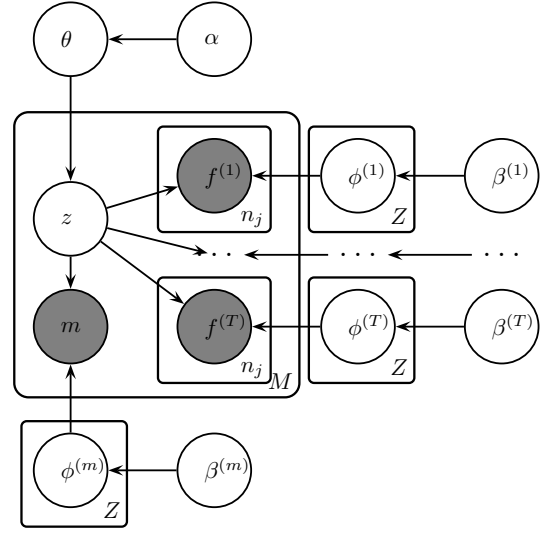 θ α
f^{(1)} φ^{(1)} β^{(1)}
z n_j Z
· · · · · · · · ·
m f^{(T)} φ^{(T)} β^{(T)}
n_j M Z
φ^{(m)} β^{(m)}
Z